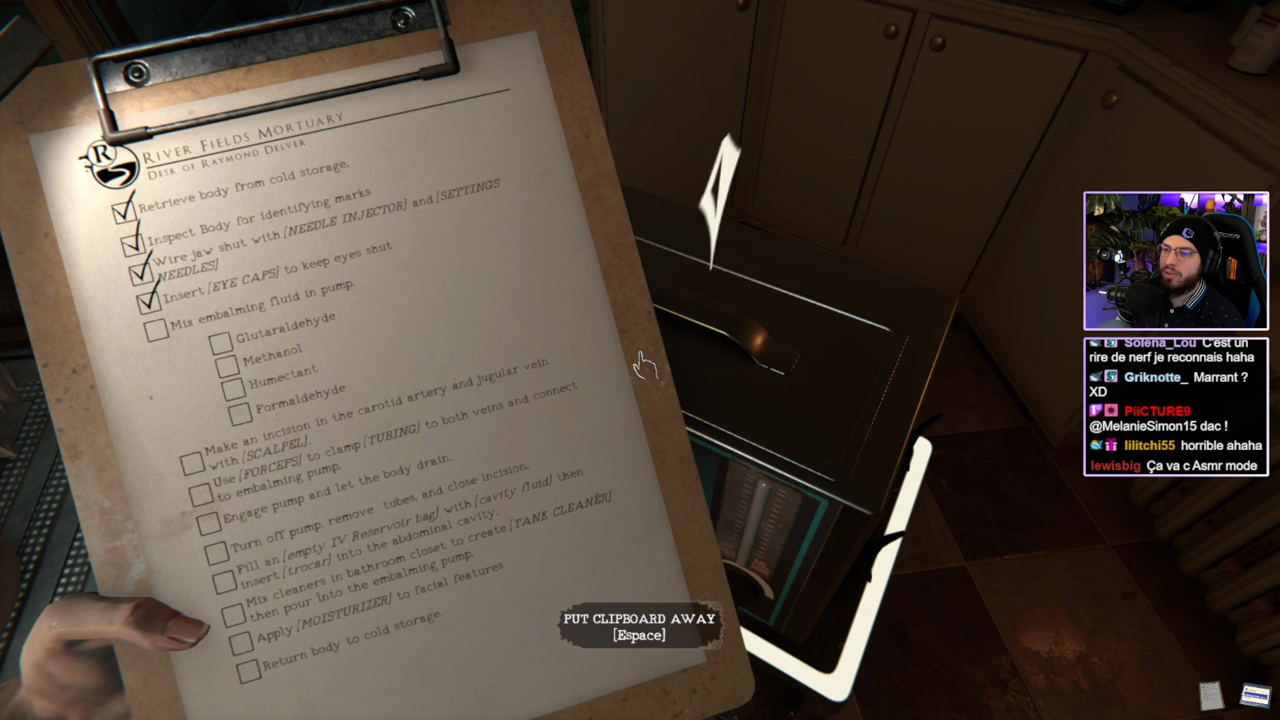 RIVER FIELDS MORTUARY
DESK OF RAYMOND DELVER
Retrieve body from cold storage.
Inspect Body for identifying marks
Wire jaw shut with [NEEDLE INJECTOR] and [SETTINGS
NEEDLES]
Insert [EYE CAPS] to keep eyes shut
Mix embalming fluid in pump.
Glutaraldehyde
Methanol
Humectant
Formaldehyde
Make an incision in the carotid artery and jugular vein
with [SCALPEL].
Use [FORCEPS] to clamp [TUBING] to both veins and connect
to embalming pump.
Engage pump and let the body drain.
Turn off pump, remove tubes, and close incision.
Fill an [empty IV Reservoir bag] with [cavity fluid] then
insert [trocar] into the abdominal cavity.
Mix cleaners in bathroom closet to create [TANK CLEANER]
then pour into the embalming pump.
Apply [MOISTURIZER] to facial features
Return body to cold storage.
PUT CLIPBOARD AWAY
[Espace]
Solena_Lou C'est un
rire de nerf je reconnais haha
Griknotte_ Marrant ?
XD
PiiCTURE9
@MelanieSimon15 dac !
lilitchi55 horrible ahaha
lewisbig Ça va c Asmr mode